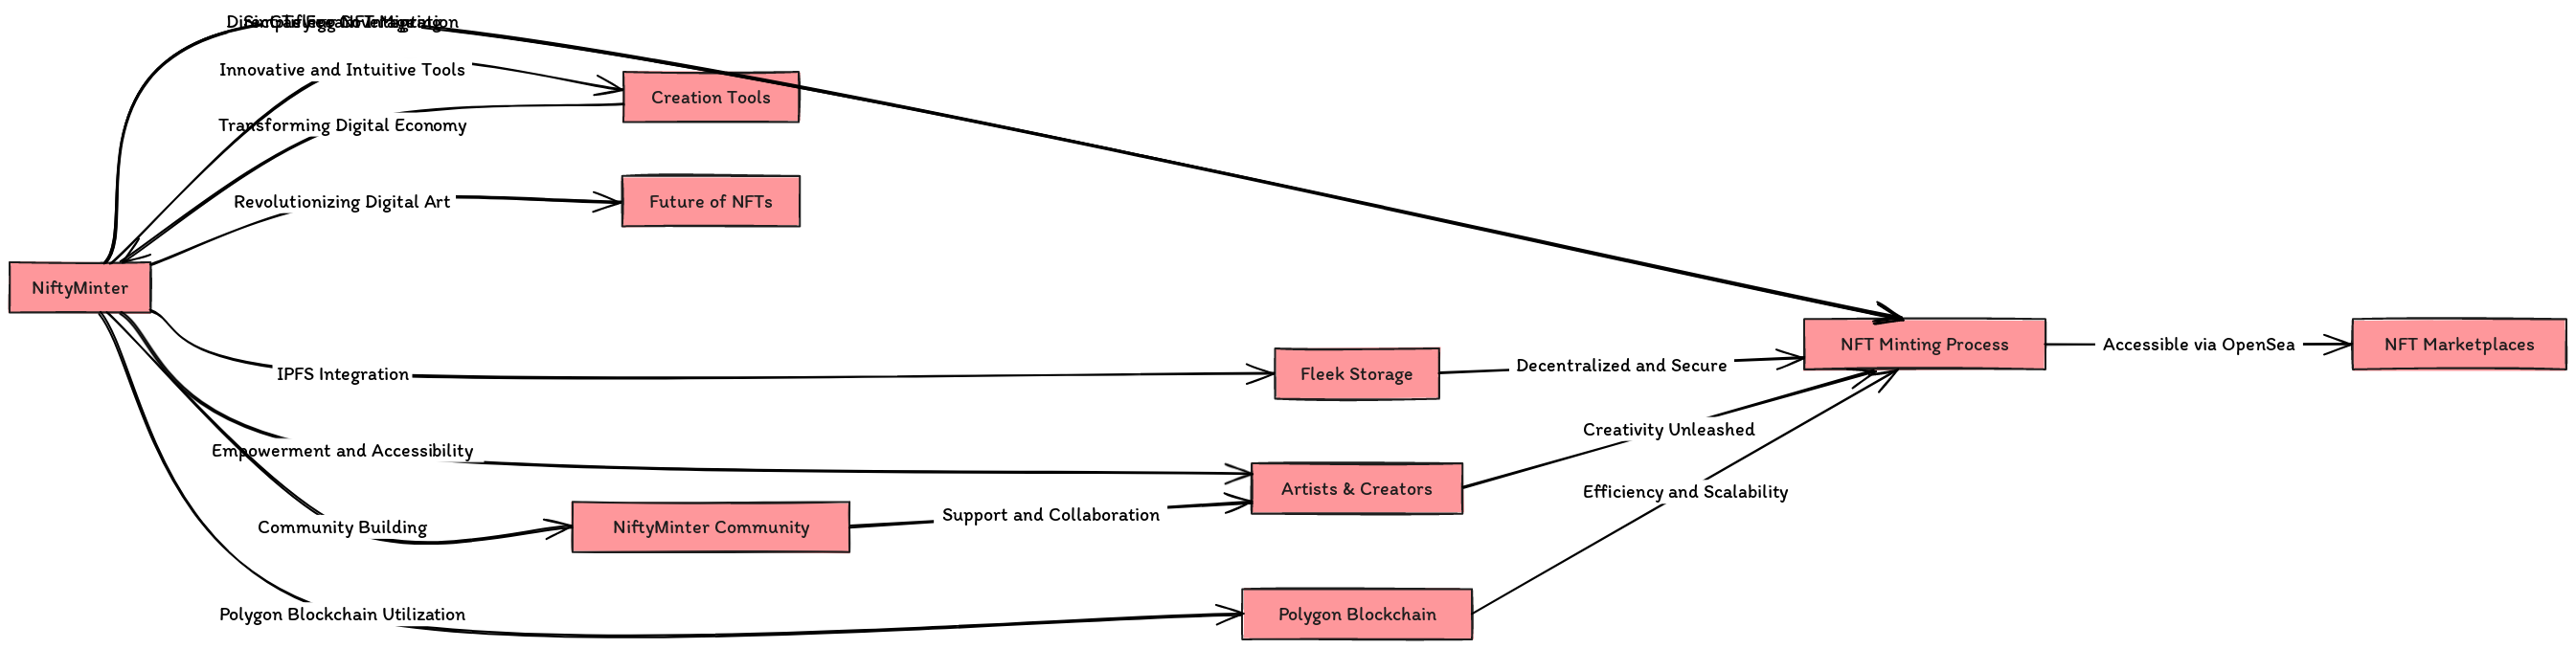 Innovative and Intuitive Tools
Creation Tools
Transforming Digital Economy
Revolutionizing Digital Art
Future of NFTs
NiftyMinter
IPFS Integration
Fleek Storage
Decentralized and Secure
NFT Minting Process
Accessible via OpenSea
NFT Marketplaces
Creativity Unleashed
Empowerment and Accessibility
Artists & Creators
Efficiency and Scalability
Community Building
NiftyMinter Community
Support and Collaboration
Polygon Blockchain Utilization
Polygon Blockchain